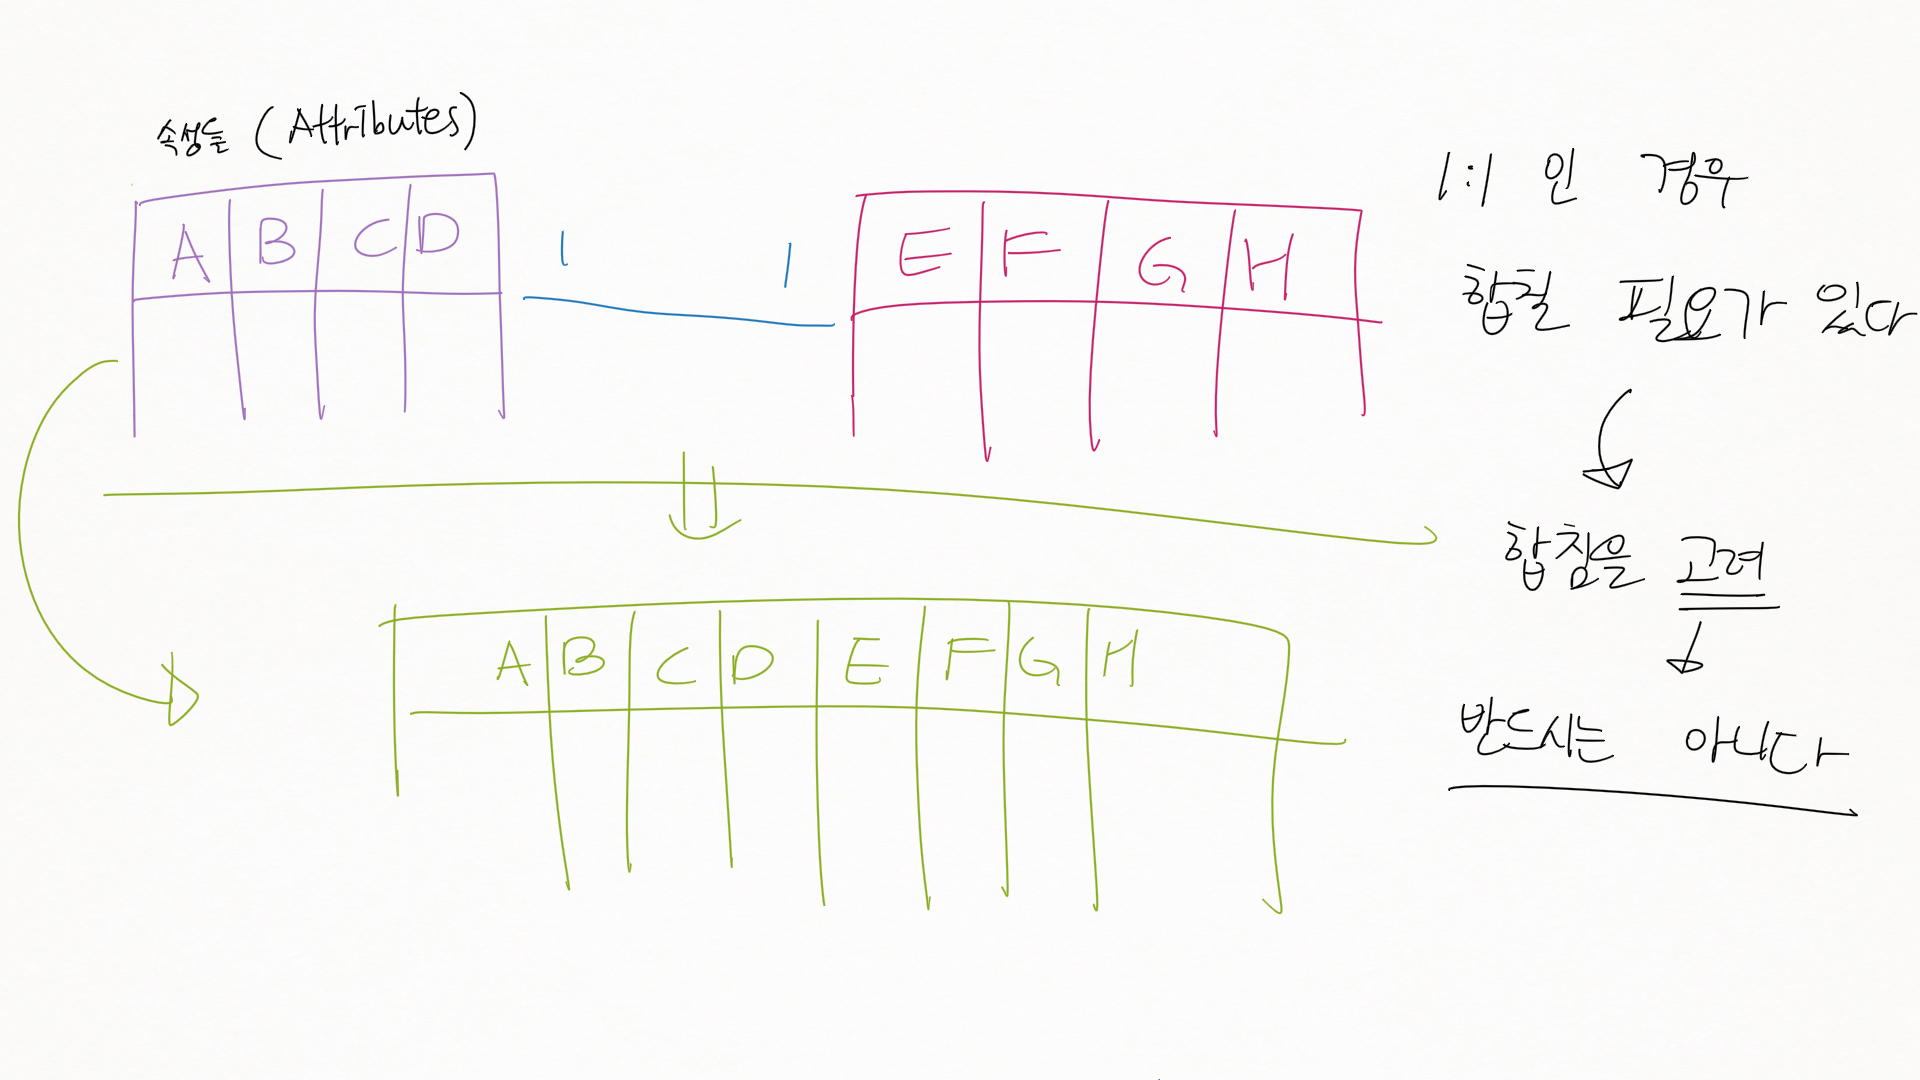 속성들 (Attributes)
A B C D
1 1
E F G H
A B C D E F G H
1:1 인 경우
합칠 필요가 있다
합침을 고려
반드시는 아니다